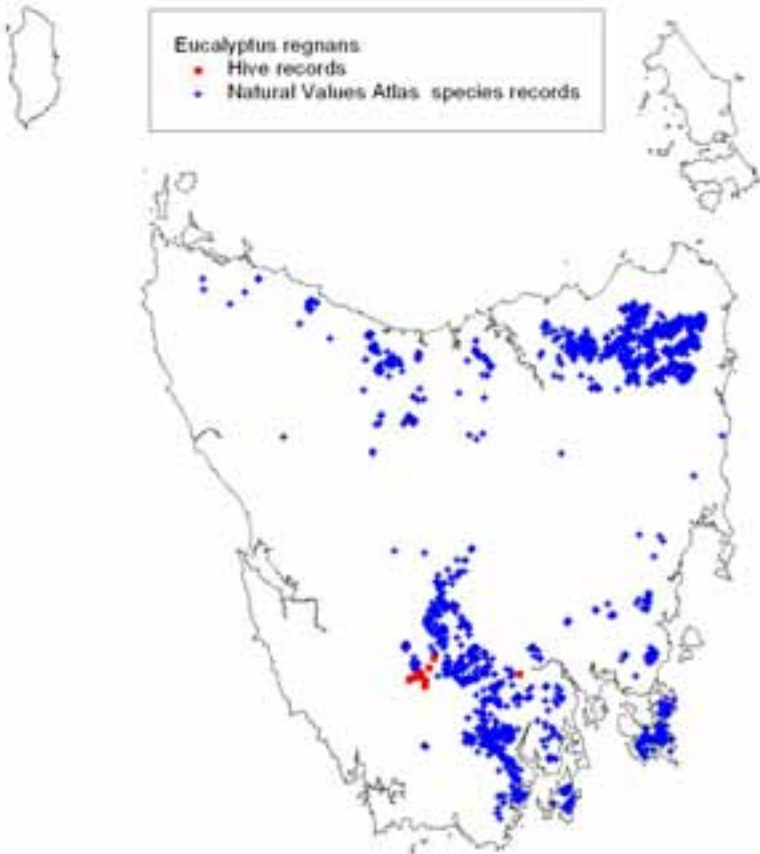 Eucalyptus regnans
Hive records
Natural Values Atlas species records